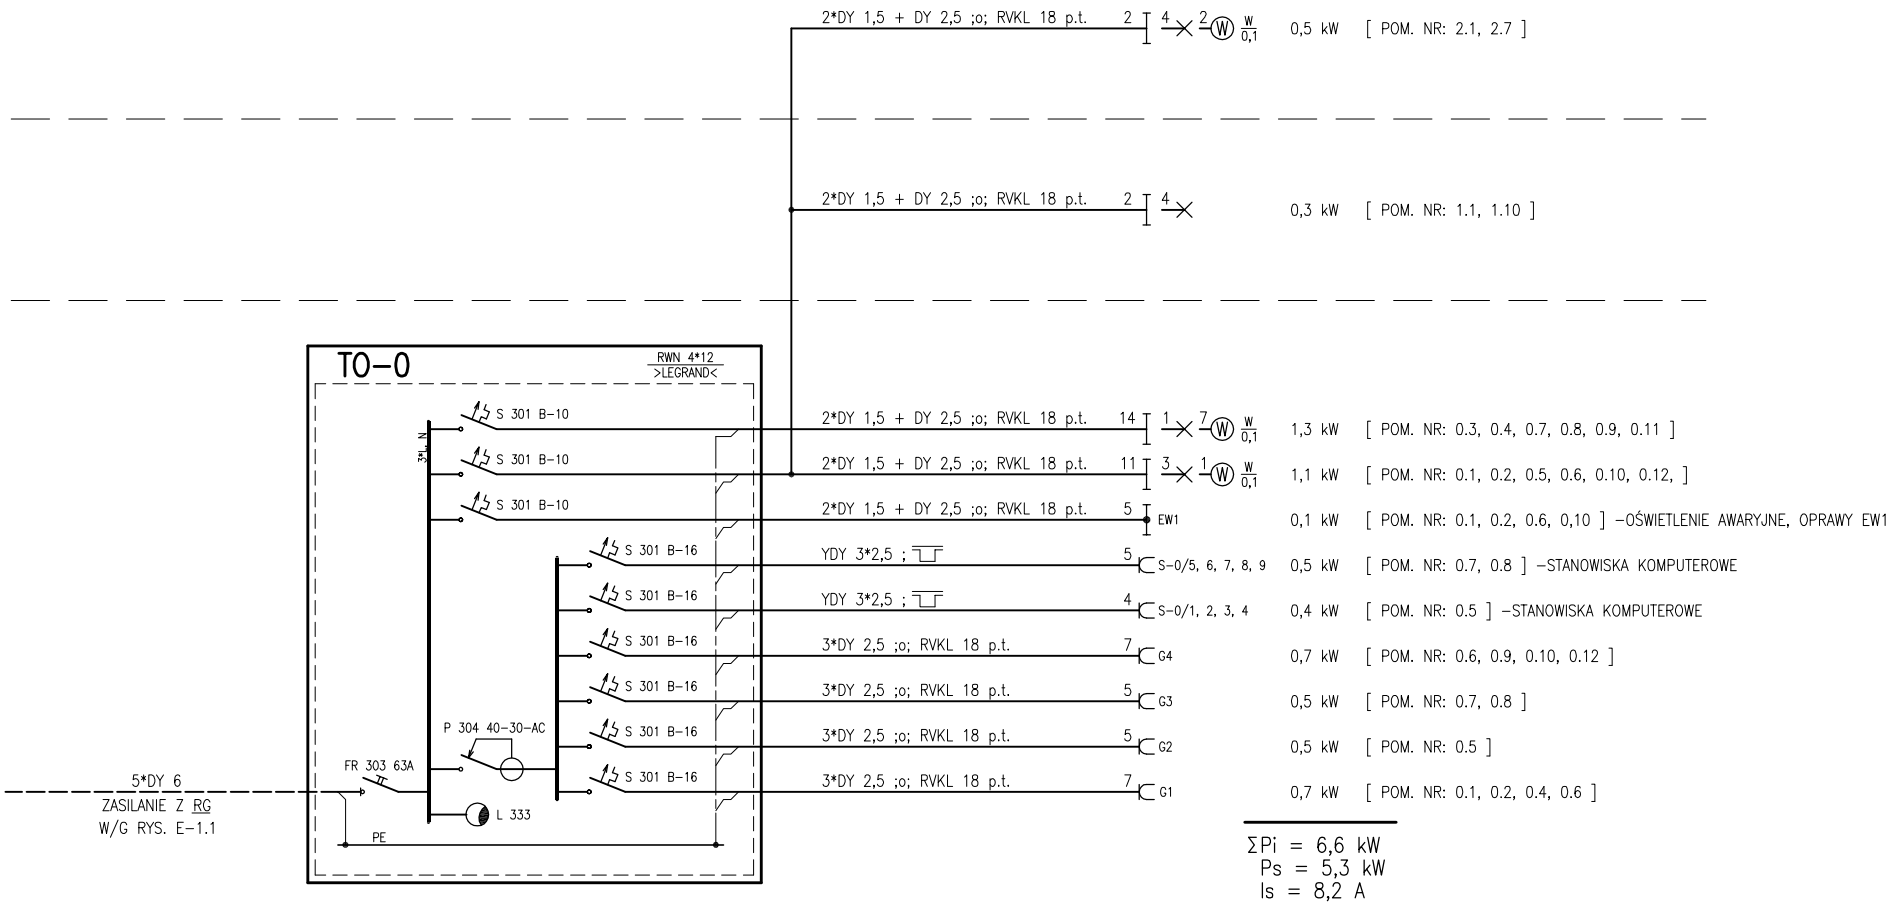 2*DY 1,5 + DY 2,5 ;o; RVKL 18 p.t. 2 4 2 W W 0,1 0,5 kW [ POM. NR: 2.1, 2.7 ]
2*DY 1,5 + DY 2,5 ;o; RVKL 18 p.t. 2 4 0,3 kW [ POM. NR: 1.1, 1.10 ]
TO-0
RWN 4*12
>LEGRAND<
3*L, N
S 301 B-10 2*DY 1,5 + DY 2,5 ;o; RVKL 18 p.t. 14 1 7 W W 0,1 1,3 kW [ POM. NR: 0.3, 0.4, 0.7, 0.8, 0.9, 0.11 ]
S 301 B-10 2*DY 1,5 + DY 2,5 ;o; RVKL 18 p.t. 11 3 1 W W 0,1 1,1 kW [ POM. NR: 0.1, 0.2, 0.5, 0.6, 0.10, 0.12, ]
S 301 B-10 2*DY 1,5 + DY 2,5 ;o; RVKL 18 p.t. 5 EW1 0,1 kW [ POM. NR: 0.1, 0.2, 0.6, 0,10 ] -OŚWIETLENIE AWARYJNE, OPRAWY EW1
S 301 B-16 YDY 3*2,5 ; 5 S-0/5, 6, 7, 8, 9 0,5 kW [ POM. NR: 0.7, 0.8 ] -STANOWISKA KOMPUTEROWE
S 301 B-16 YDY 3*2,5 ; 4 S-0/1, 2, 3, 4 0,4 kW [ POM. NR: 0.5 ] -STANOWISKA KOMPUTEROWE
S 301 B-16 3*DY 2,5 ;o; RVKL 18 p.t. 7 G4 0,7 kW [ POM. NR: 0.6, 0.9, 0.10, 0.12 ]
S 301 B-16 3*DY 2,5 ;o; RVKL 18 p.t. 5 G3 0,5 kW [ POM. NR: 0.7, 0.8 ]
P 304 40-30-AC
S 301 B-16 3*DY 2,5 ;o; RVKL 18 p.t. 5 G2 0,5 kW [ POM. NR: 0.5 ]
FR 303 63A
S 301 B-16 3*DY 2,5 ;o; RVKL 18 p.t. 7 G1 0,7 kW [ POM. NR: 0.1, 0.2, 0.4, 0.6 ]
5*DY 6
ZASILANIE Z RG
W/G RYS. E-1.1
L 333
PE
ΣPi = 6,6 kW
Ps = 5,3 kW
Is = 8,2 A